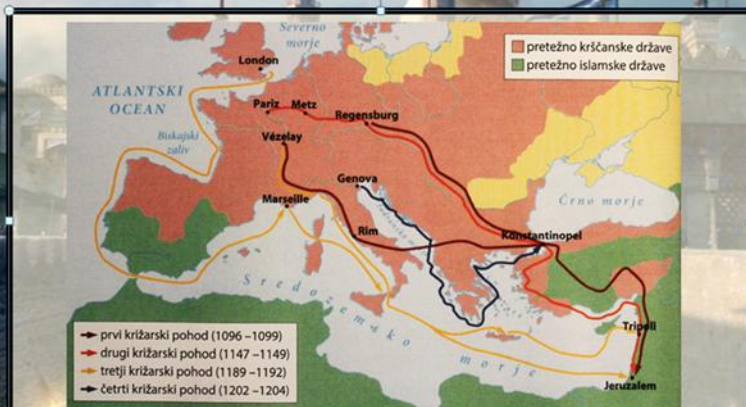 Severno
morje
pretežno krščanske države
pretežno islamske države
London
ATLANTSKI
OCEAN
Pariz
Metz
Regensburg
Biskajski
zaliv
Vézelay
Genova
Marseille
Črno morje
Rim
Konstantinopel
Sredozemsko
morje
Tripoli
Jeruzalem
prvi križarski pohod (1096 –1099)
drugi križarski pohod (1147 –1149)
tretji križarski pohod (1189 –1192)
četrti križarski pohod (1202 –1204)